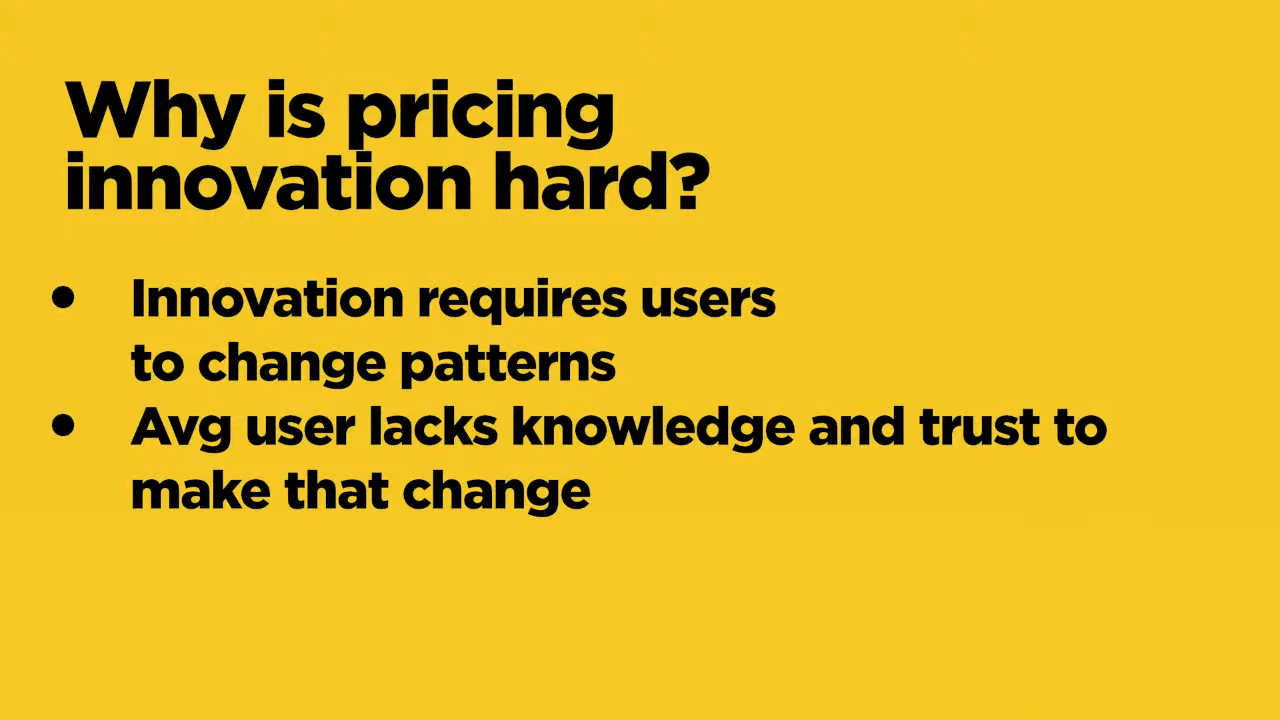 Why is pricing
innovation hard?
• Innovation requires users
to change patterns
• Avg user lacks knowledge and trust to
make that change